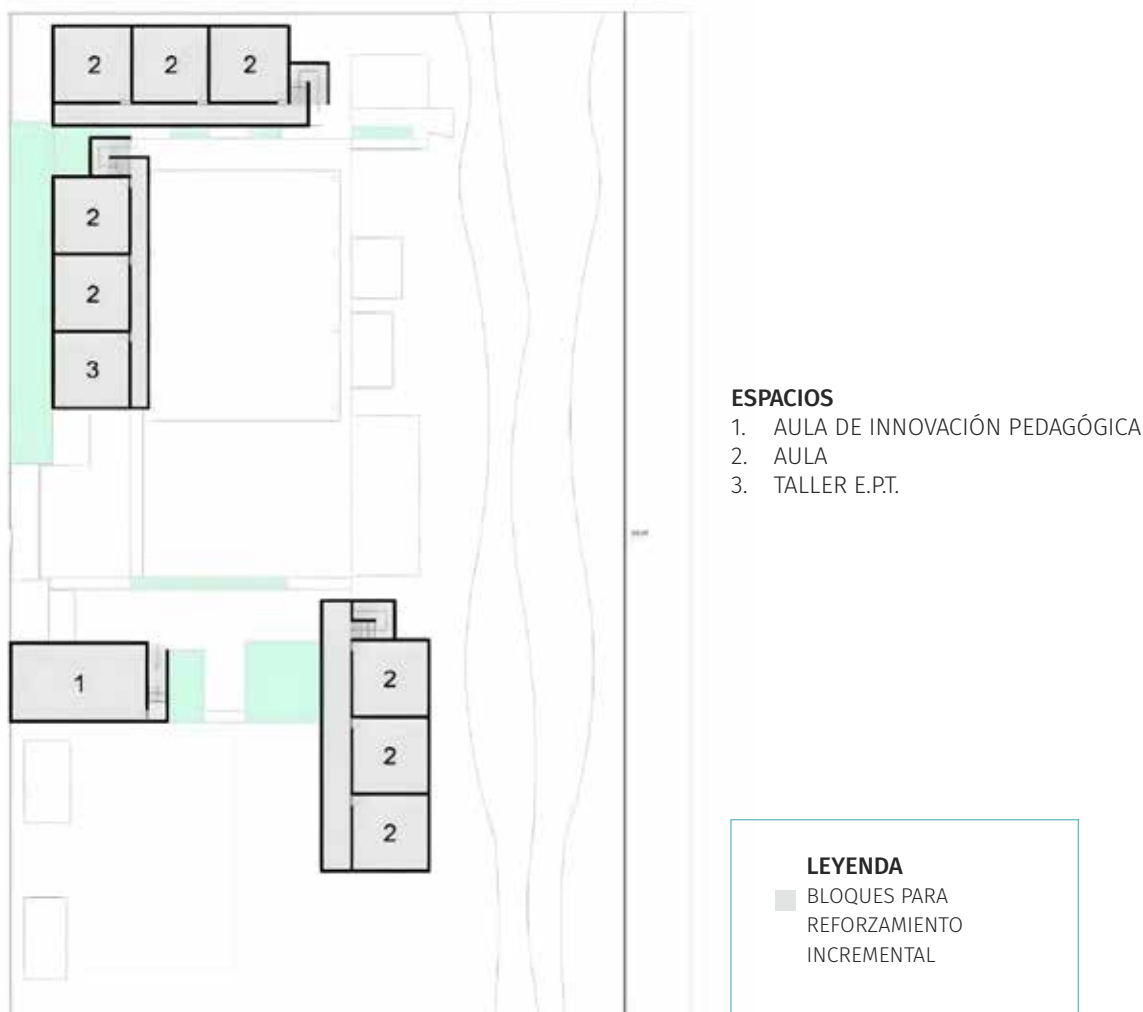 2 2 2
2
2
3
1
2
2
2
ESPACIOS
1. AULA DE INNOVACIÓN PEDAGÓGICA
2. AULA
3. TALLER E.P.T.
LEYENDA
BLOQUES PARA
REFORZAMIENTO
INCREMENTAL